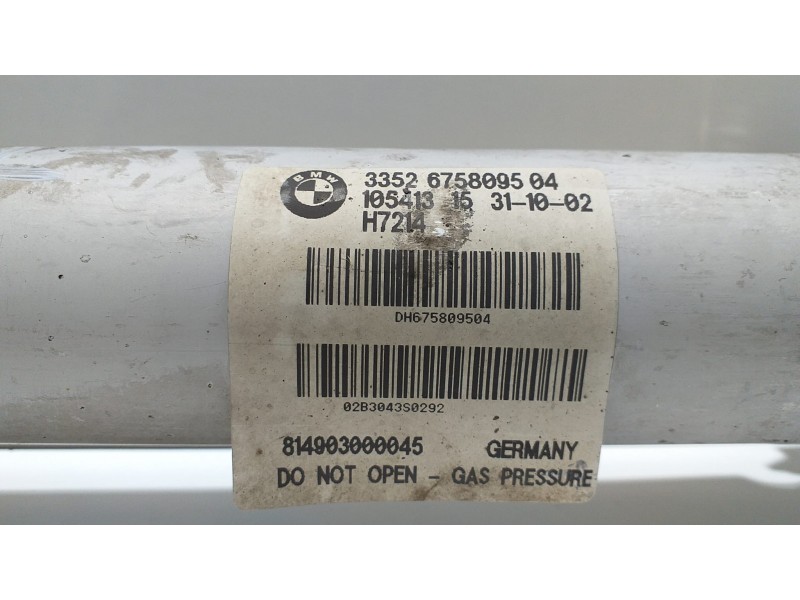 BMW
3352 6758095 04
105413 15 31-10-02
H7214
DH675809504
02B3043S0292
814903000045 GERMANY
DO NOT OPEN - GAS PRESSURE